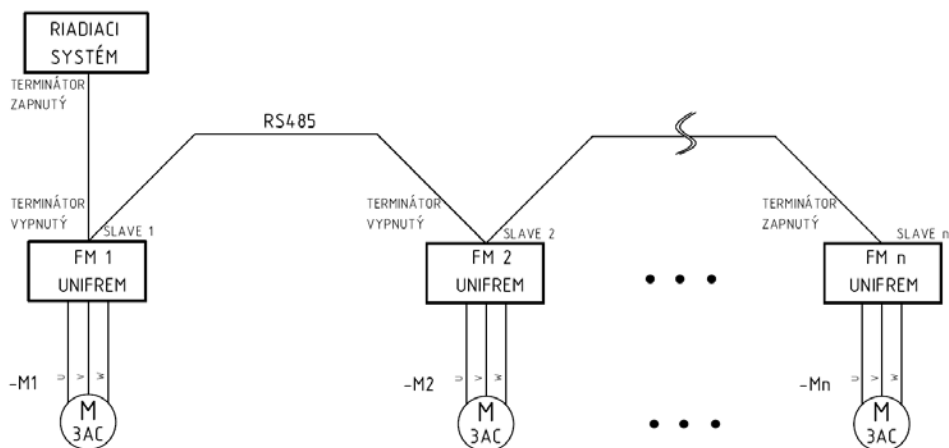 RIADIACI
SYSTÉM
TERMINÁTOR
ZAPNUTÝ
RS485
TERMINÁTOR
VYPNUTÝ
SLAVE 1
FM 1
UNIFREM
TERMINÁTOR
VYPNUTÝ
SLAVE 2
FM 2
UNIFREM
TERMINÁTOR
ZAPNUTÝ
SLAVE n
FM n
UNIFREM
-M1
U V W
M
3AC
-M2
U V W
M
3AC
-Mn
U V W
M
3AC